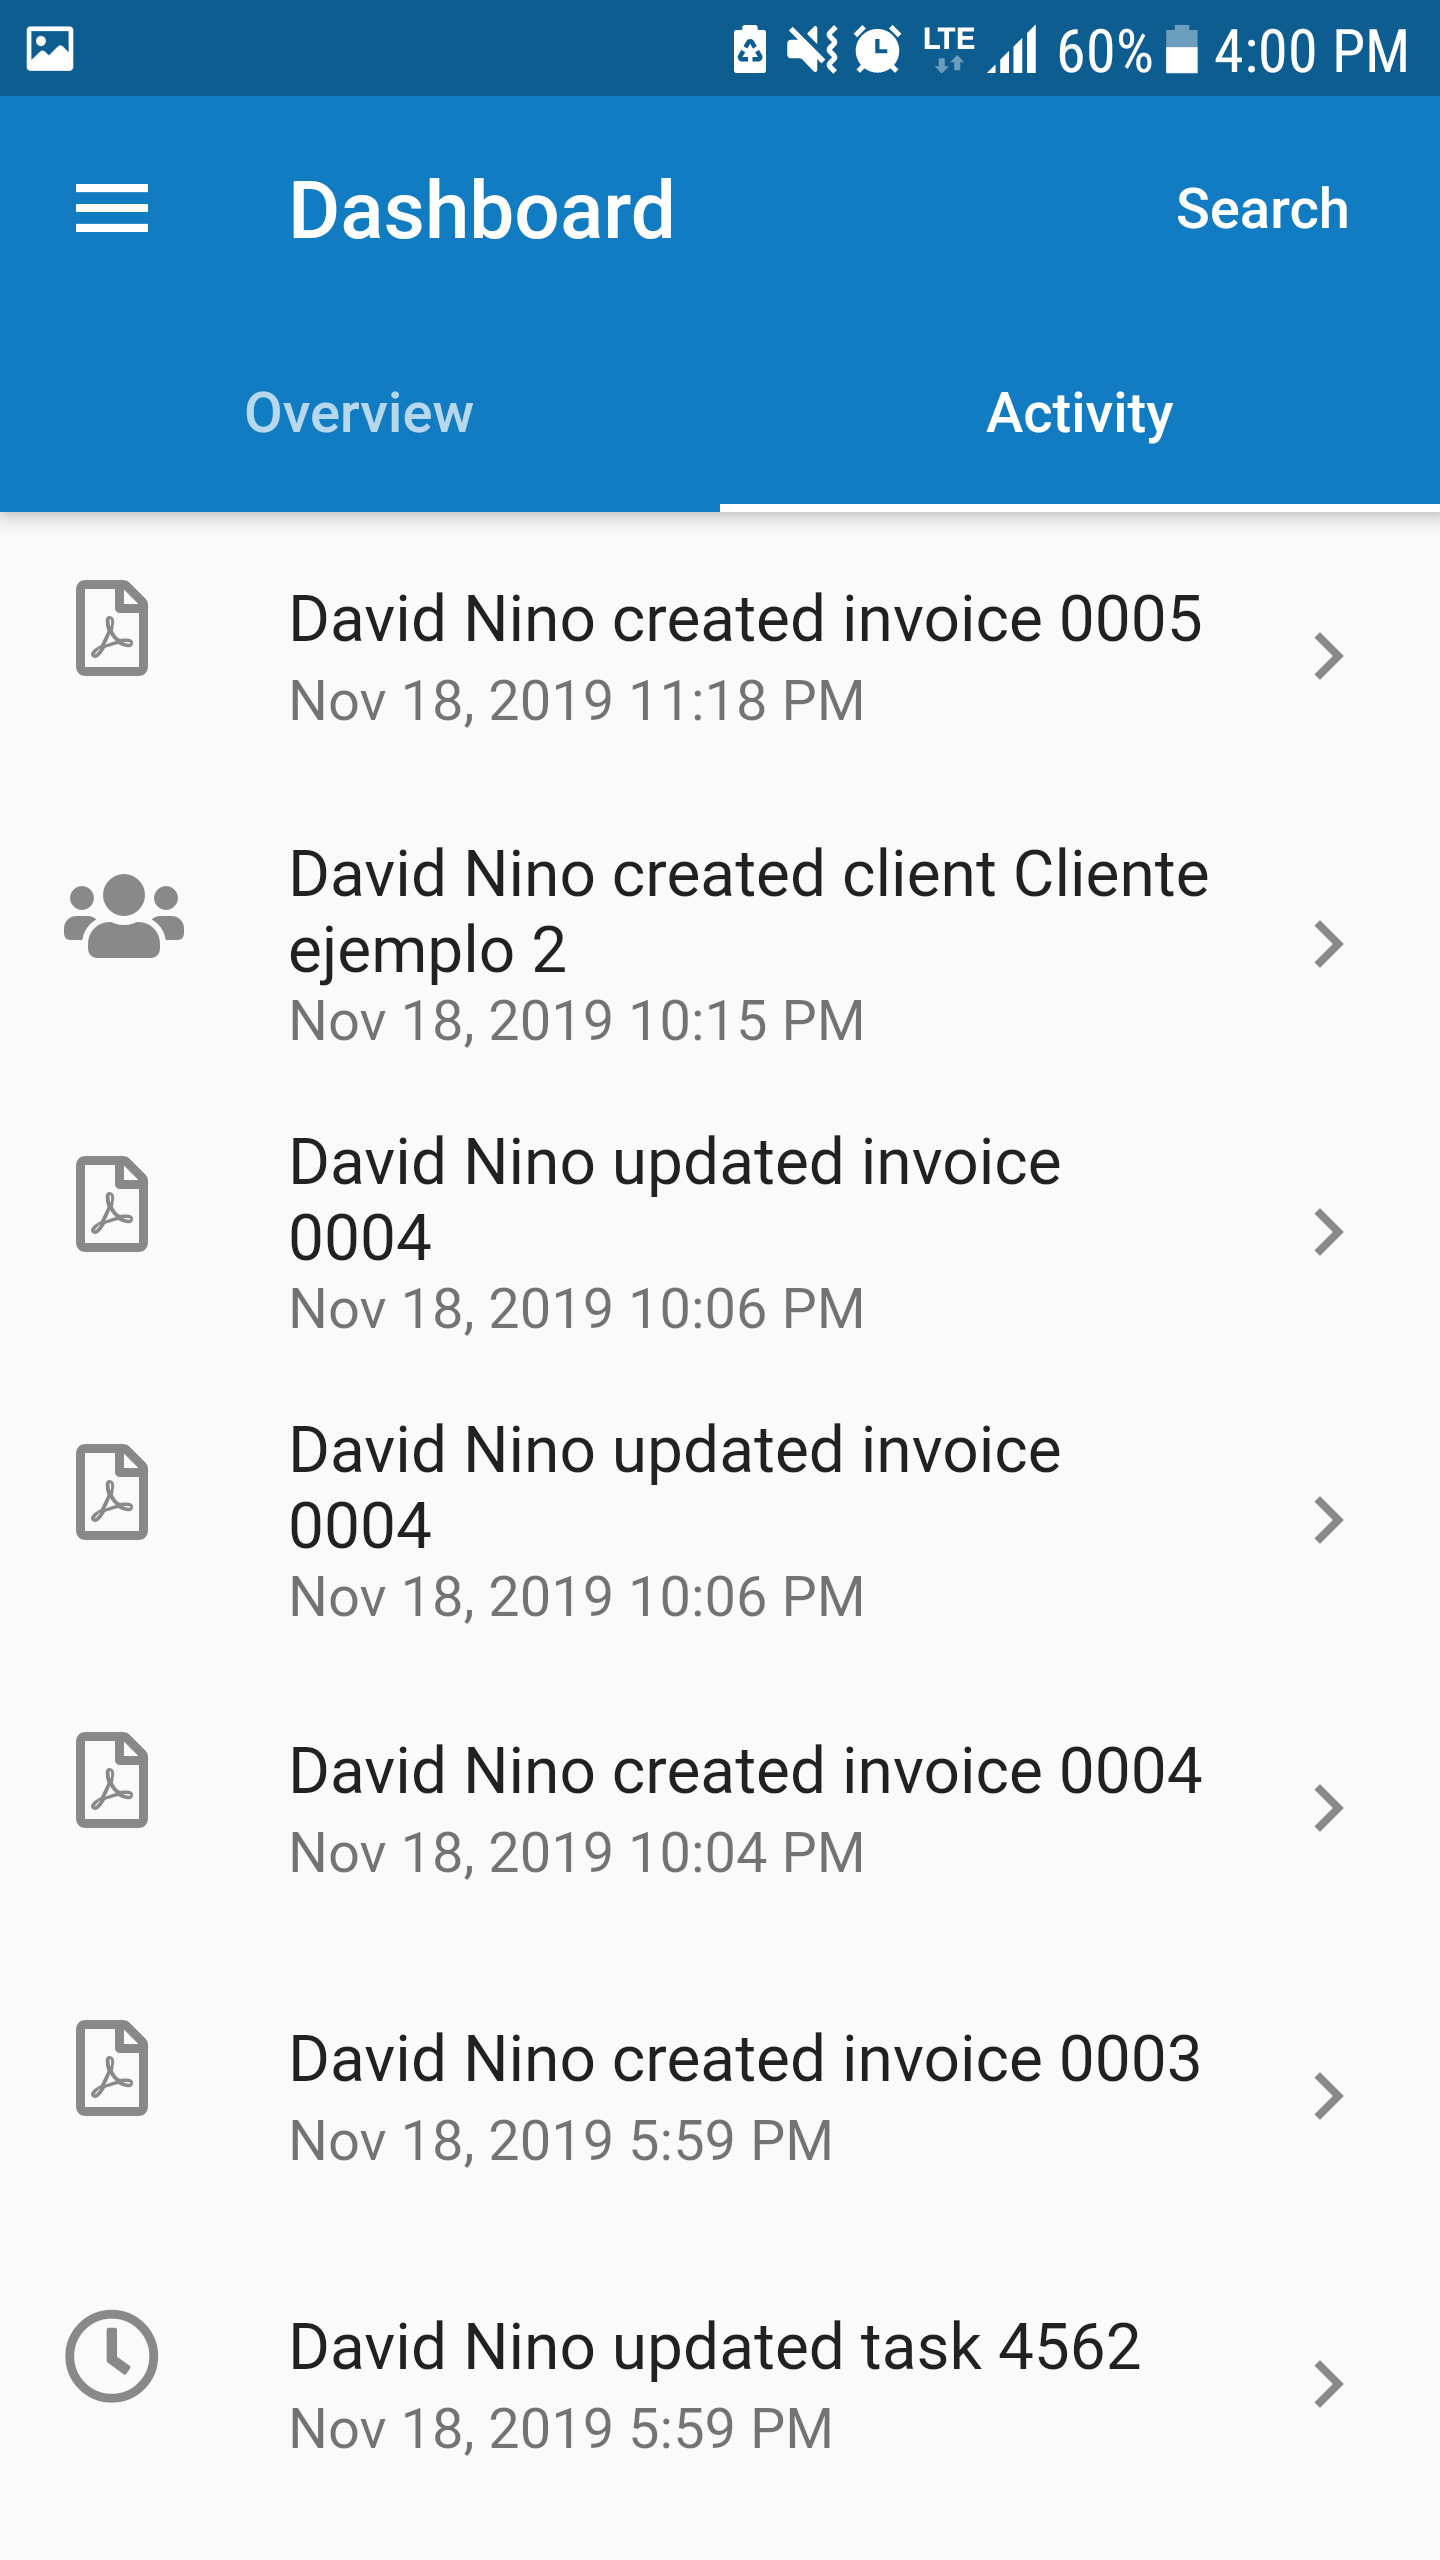 LTE 60% 4:00 PM
Dashboard Search
Overview Activity
David Nino created invoice 0005
Nov 18, 2019 11:18 PM
David Nino created client Cliente
ejemplo 2
Nov 18, 2019 10:15 PM
David Nino updated invoice
0004
Nov 18, 2019 10:06 PM
David Nino updated invoice
0004
Nov 18, 2019 10:06 PM
David Nino created invoice 0004
Nov 18, 2019 10:04 PM
David Nino created invoice 0003
Nov 18, 2019 5:59 PM
David Nino updated task 4562
Nov 18, 2019 5:59 PM